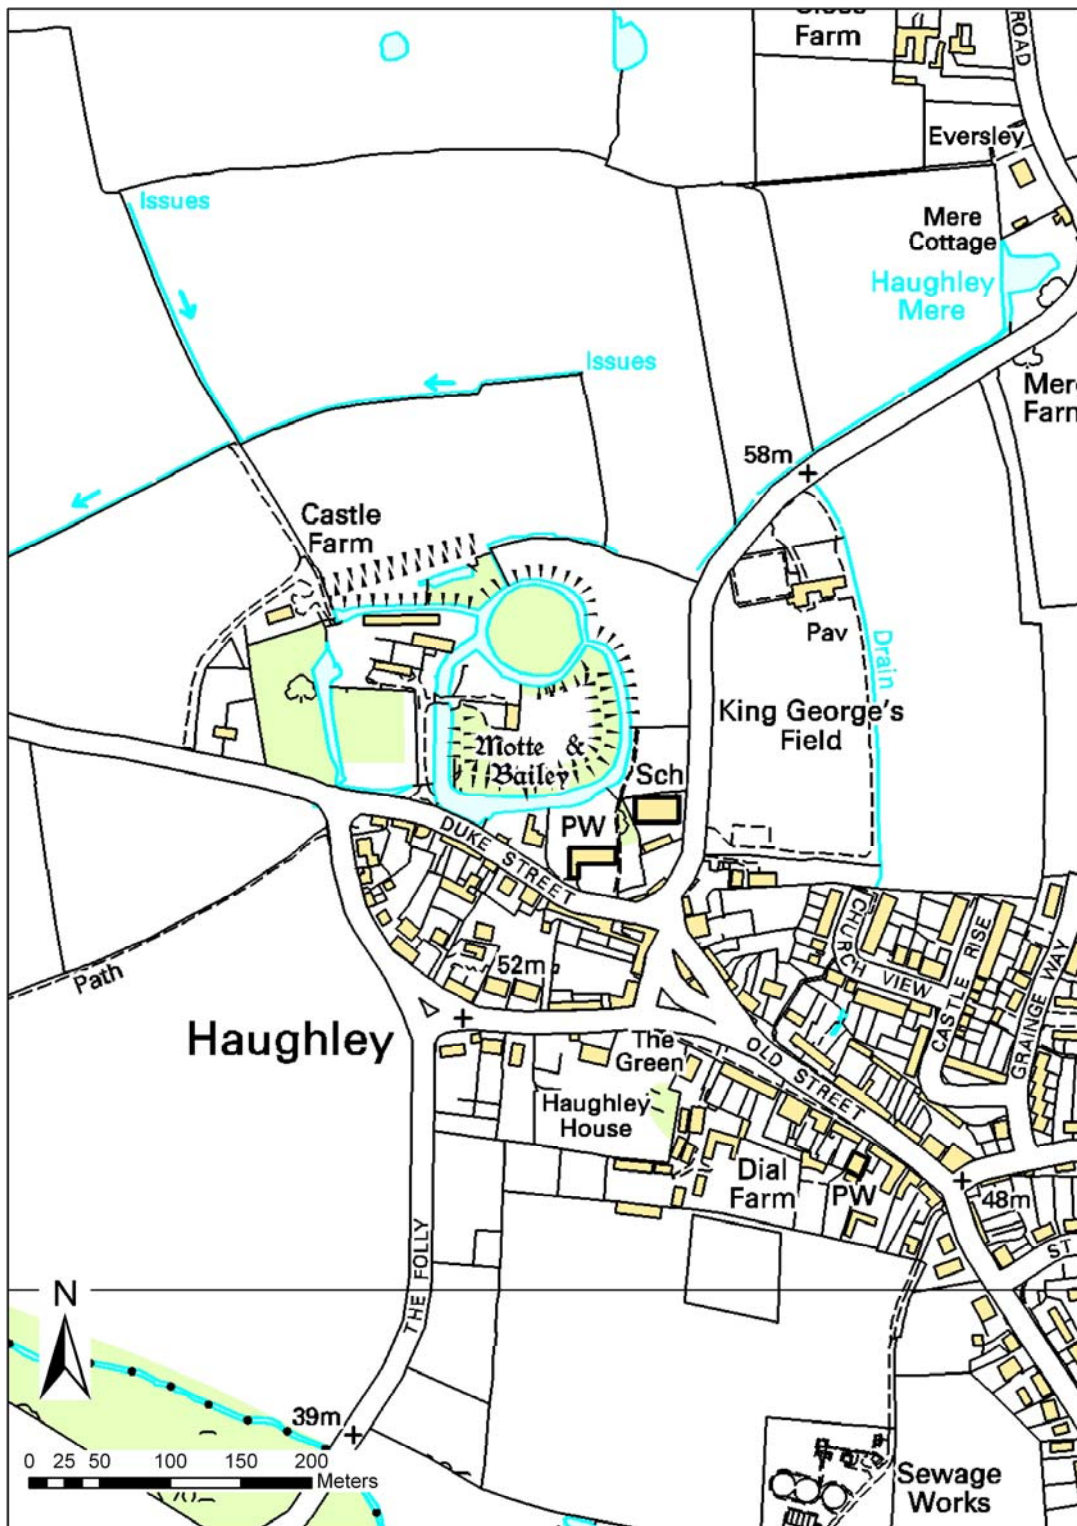 Farm
ROAD
Eversley
Issues
Mere
Cottage
Haughley
Mere
Issues
Farm
58m
Castle
Farm
Pav
Drain
King George's
Field
Motte &
Bailey
Sch
PW
DUKE STREET
CHURCH VIEW
CASTLE RISE
GRAINGE WAY
Path
52m
Haughley
The
Green
OLD STREET
Haughley
House
Dial
Farm
PW
48m
ST
THE FOLLY
N
39m
0 25 50 100 150 200
Meters
Sewage
Works